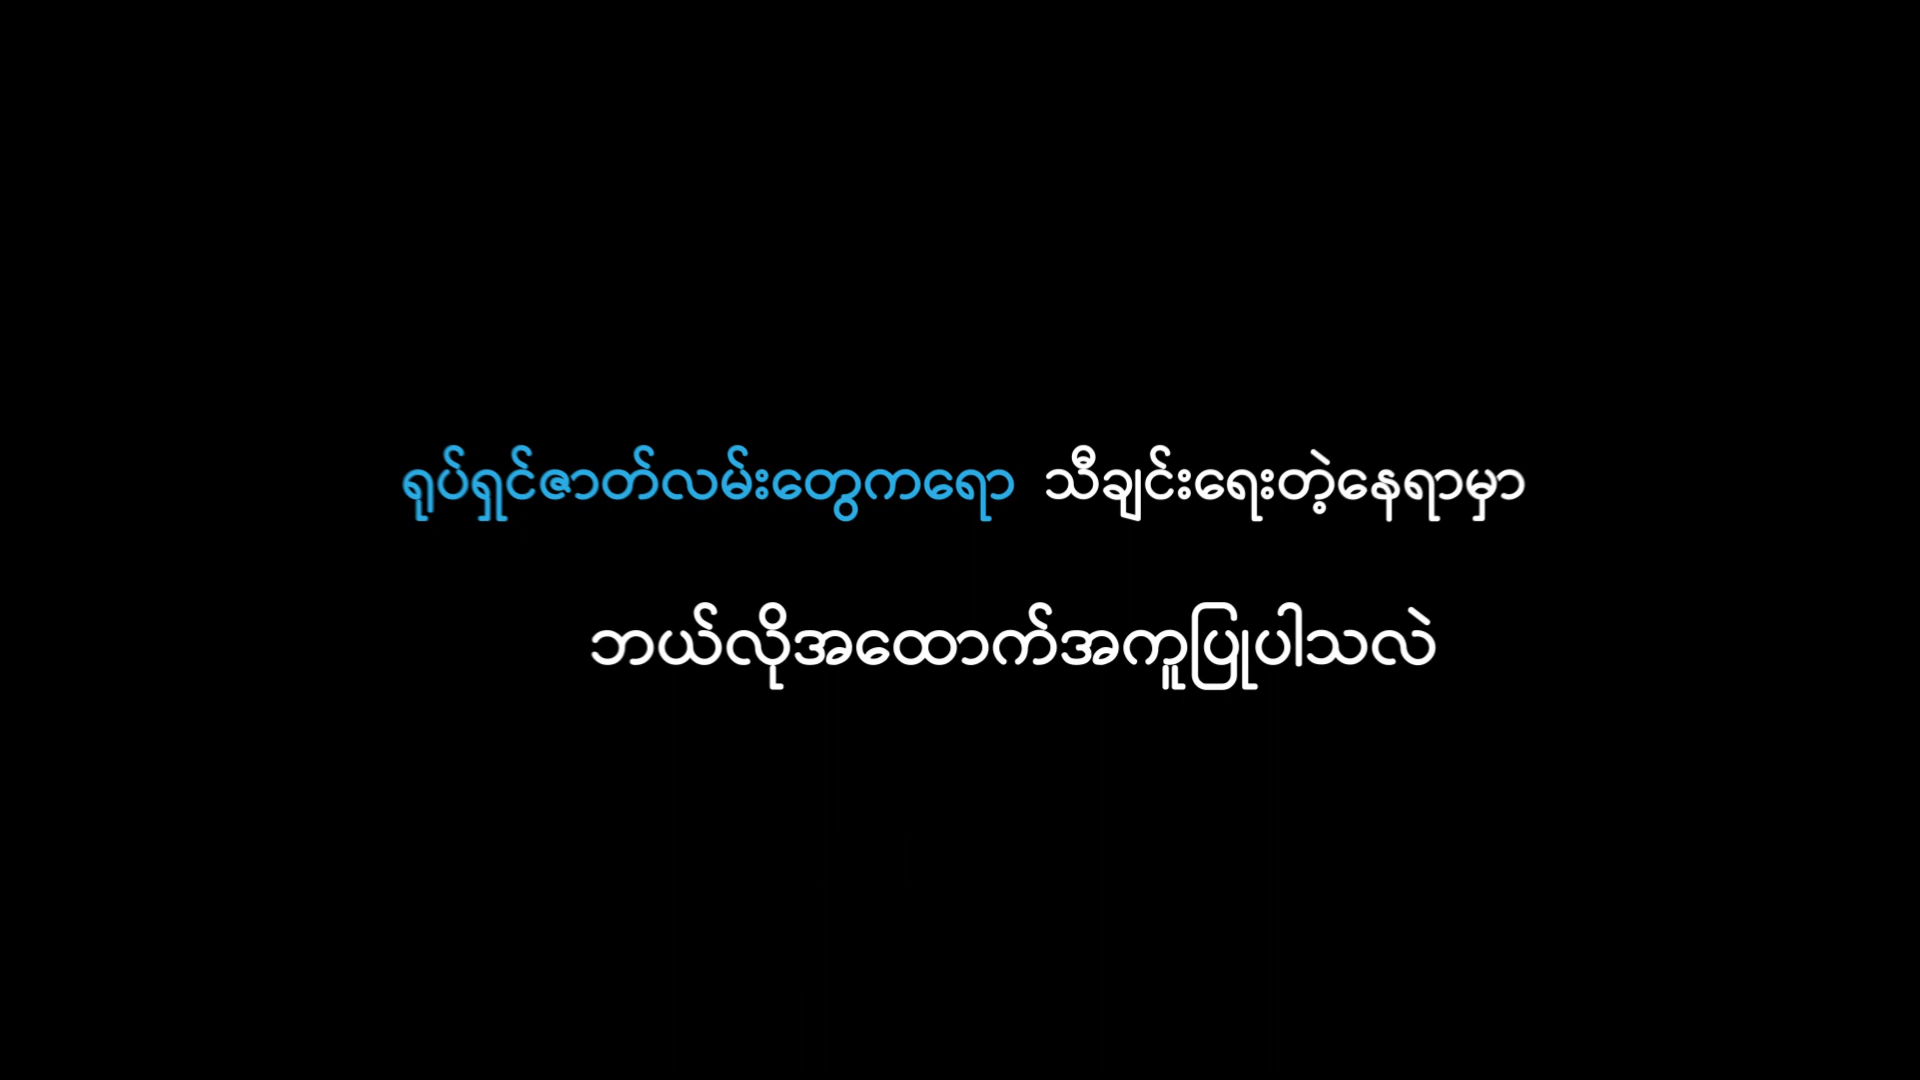 ရုပ်ရှင်ဇာတ်လမ်းတွေကရော သီချင်းရေးတဲ့နေရာမှာ
ဘယ်လိုအထောက်အကူပြုပါသလဲ